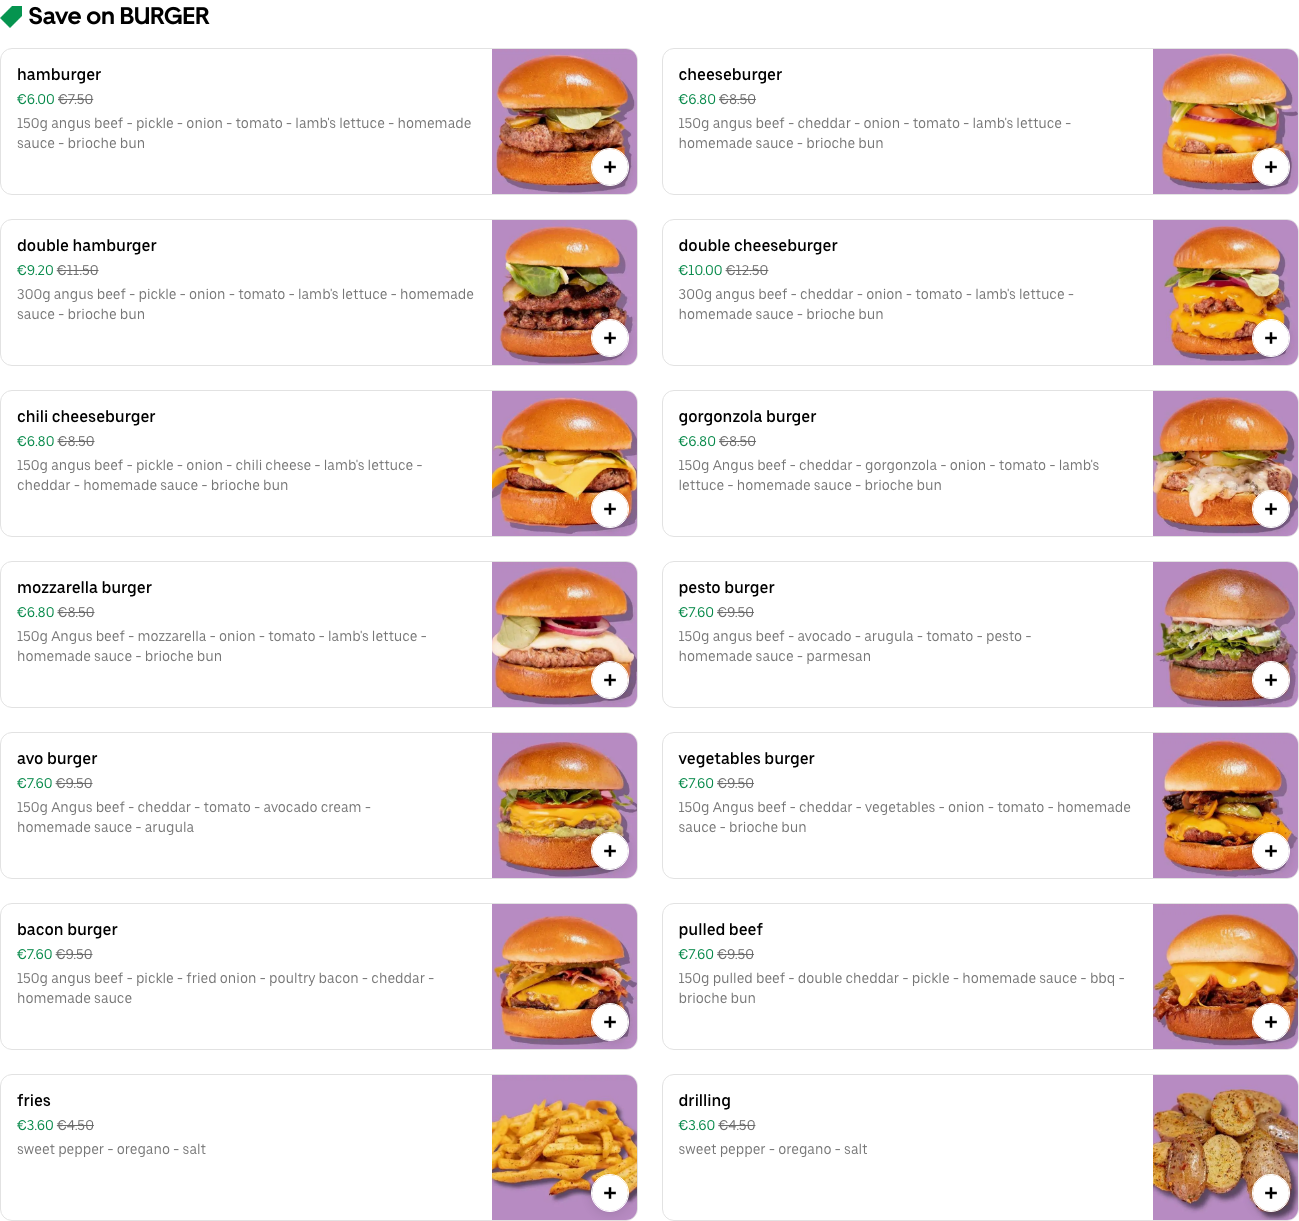 Save on BURGER
hamburger
€6.00 €7.50
150g angus beef - pickle - onion - tomato - lamb's lettuce - homemade
sauce - brioche bun
cheeseburger
€6.80 €8.50
150g angus beef - cheddar - onion - tomato - lamb's lettuce -
homemade sauce - brioche bun
double hamburger
€9.20 €11.50
300g angus beef - pickle - onion - tomato - lamb's lettuce - homemade
sauce - brioche bun
double cheeseburger
€10.00 €12.50
300g angus beef - cheddar - onion - tomato - lamb's lettuce -
homemade sauce - brioche bun
chili cheeseburger
€6.80 €8.50
150g angus beef - pickle - onion - chili cheese - lamb's lettuce -
cheddar - homemade sauce - brioche bun
gorgonzola burger
€6.80 €8.50
150g Angus beef - cheddar - gorgonzola - onion - tomato - lamb's
lettuce - homemade sauce - brioche bun
mozzarella burger
€6.80 €8.50
150g Angus beef - mozzarella - onion - tomato - lamb's lettuce -
homemade sauce - brioche bun
pesto burger
€7.60 €9.50
150g angus beef - avocado - arugula - tomato - pesto -
homemade sauce - parmesan
avo burger
€7.60 €9.50
150g Angus beef - cheddar - tomato - avocado cream -
homemade sauce - arugula
vegetables burger
€7.60 €9.50
150g Angus beef - cheddar - vegetables - onion - tomato - homemade
sauce - brioche bun
bacon burger
€7.60 €9.50
150g angus beef - pickle - fried onion - poultry bacon - cheddar -
homemade sauce
pulled beef
€7.60 €9.50
150g pulled beef - double cheddar - pickle - homemade sauce - bbq -
brioche bun
fries
€3.60 €4.50
sweet pepper - oregano - salt
drilling
€3.60 €4.50
sweet pepper - oregano - salt